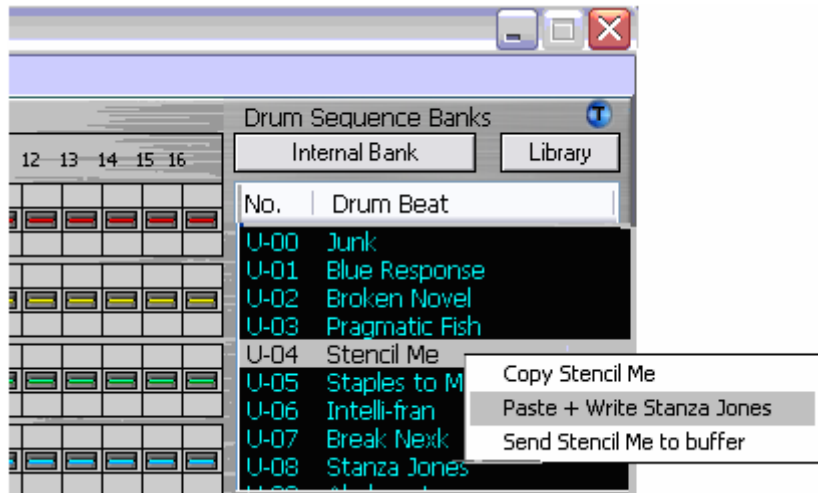 Drum Sequence Banks T
12 13 14 15 16
Internal Bank Library
No. Drum Beat
U-00 Junk
U-01 Blue Response
U-02 Broken Novel
U-03 Pragmatic Fish
U-04 Stencil Me
U-05 Staples to M
U-06 Intelli-fran
U-07 Break Nexk
U-08 Stanza Jones
Copy Stencil Me
Paste + Write Stanza Jones
Send Stencil Me to buffer